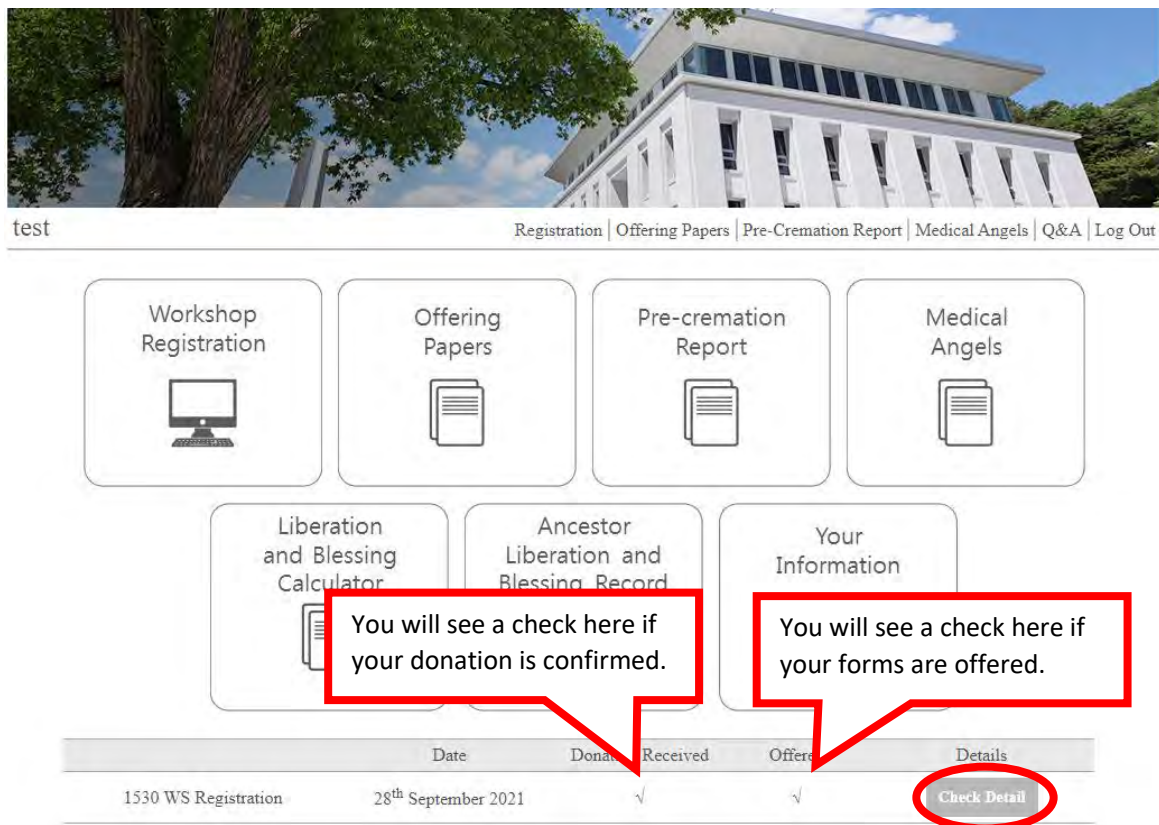 test
Registration | Offering Papers | Pre-Cremation Report | Medical Angels | Q&A | Log Out
Workshop
Registration
Offering
Papers
Pre-cremation
Report
Medical
Angels
Liberation
and Blessing
Calculator
Ancestor
Liberation and
Blessing Record
Your
Information
You will see a check here if
your donation is confirmed.
You will see a check here if
your forms are offered.
Date Received Details
1530 WS Registration 28th September 2021 √ √ Check Detail